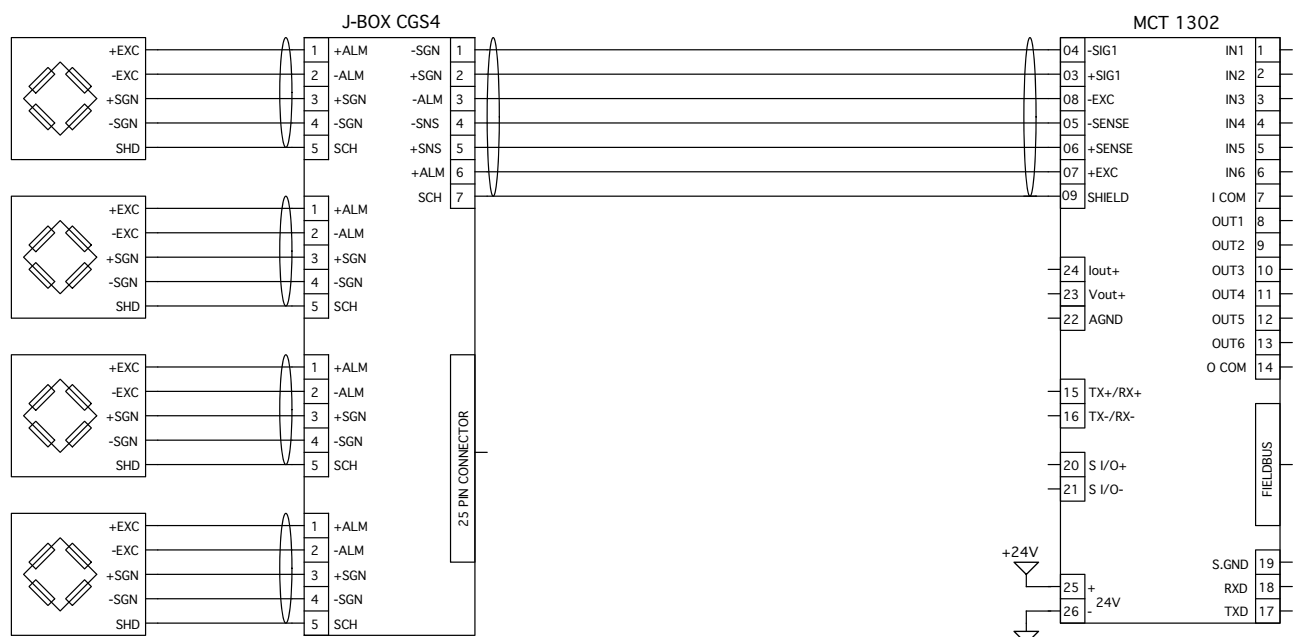 J-BOX CGS4
MCT 1302
+EXC 1 +ALM -SGN 1 04 -SIG1 IN1 1
-EXC 2 -ALM +SGN 2 03 +SIG1 IN2 2
+SGN 3 +SGN -ALM 3 08 -EXC IN3 3
-SGN 4 -SGN -SNS 4 05 -SENSE IN4 4
SHD 5 SCH +SNS 5 06 +SENSE IN5 5
+ALM 6 07 +EXC IN6 6
SCH 7 09 SHIELD I COM 7
+EXC 1 +ALM
OUT1 8
-EXC 2 -ALM
OUT2 9
+SGN 3 +SGN
24 Iout+ OUT3 10
-SGN 4 -SGN
23 Vout+ OUT4 11
SHD 5 SCH
22 AGND OUT5 12
OUT6 13
+EXC 1 +ALM
O COM 14
-EXC 2 -ALM
15 TX+/RX+
+SGN 3 +SGN
16 TX-/RX-
-SGN 4 -SGN
SHD 5 SCH
20 S I/O+
21 S I/O-
25 PIN CONNECTOR
FIELDBUS
+EXC 1 +ALM
-EXC 2 -ALM
+24V
+SGN 3 +SGN
S.GND 19
-SGN 4 -SGN
25 + RXD 18
24V
SHD 5 SCH
26 - TXD 17